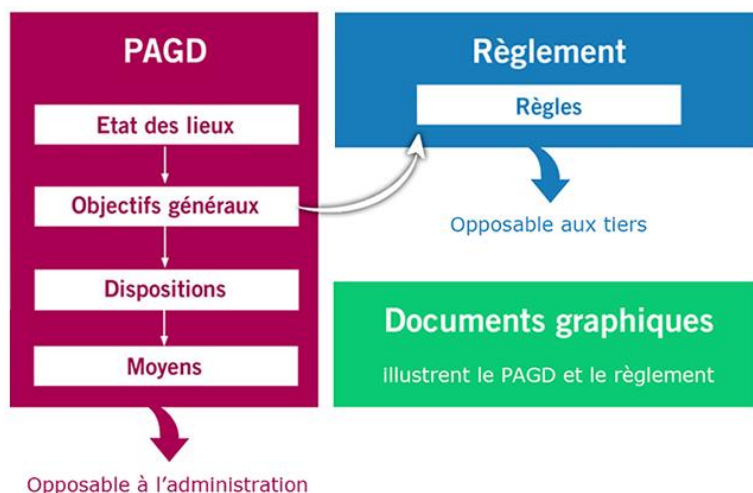 PAGD
Etat des lieux
Objectifs généraux
Dispositions
Moyens
Opposable à l'administration
Règlement
Règles
Opposable aux tiers
Documents graphiques
illustrent le PAGD et le règlement